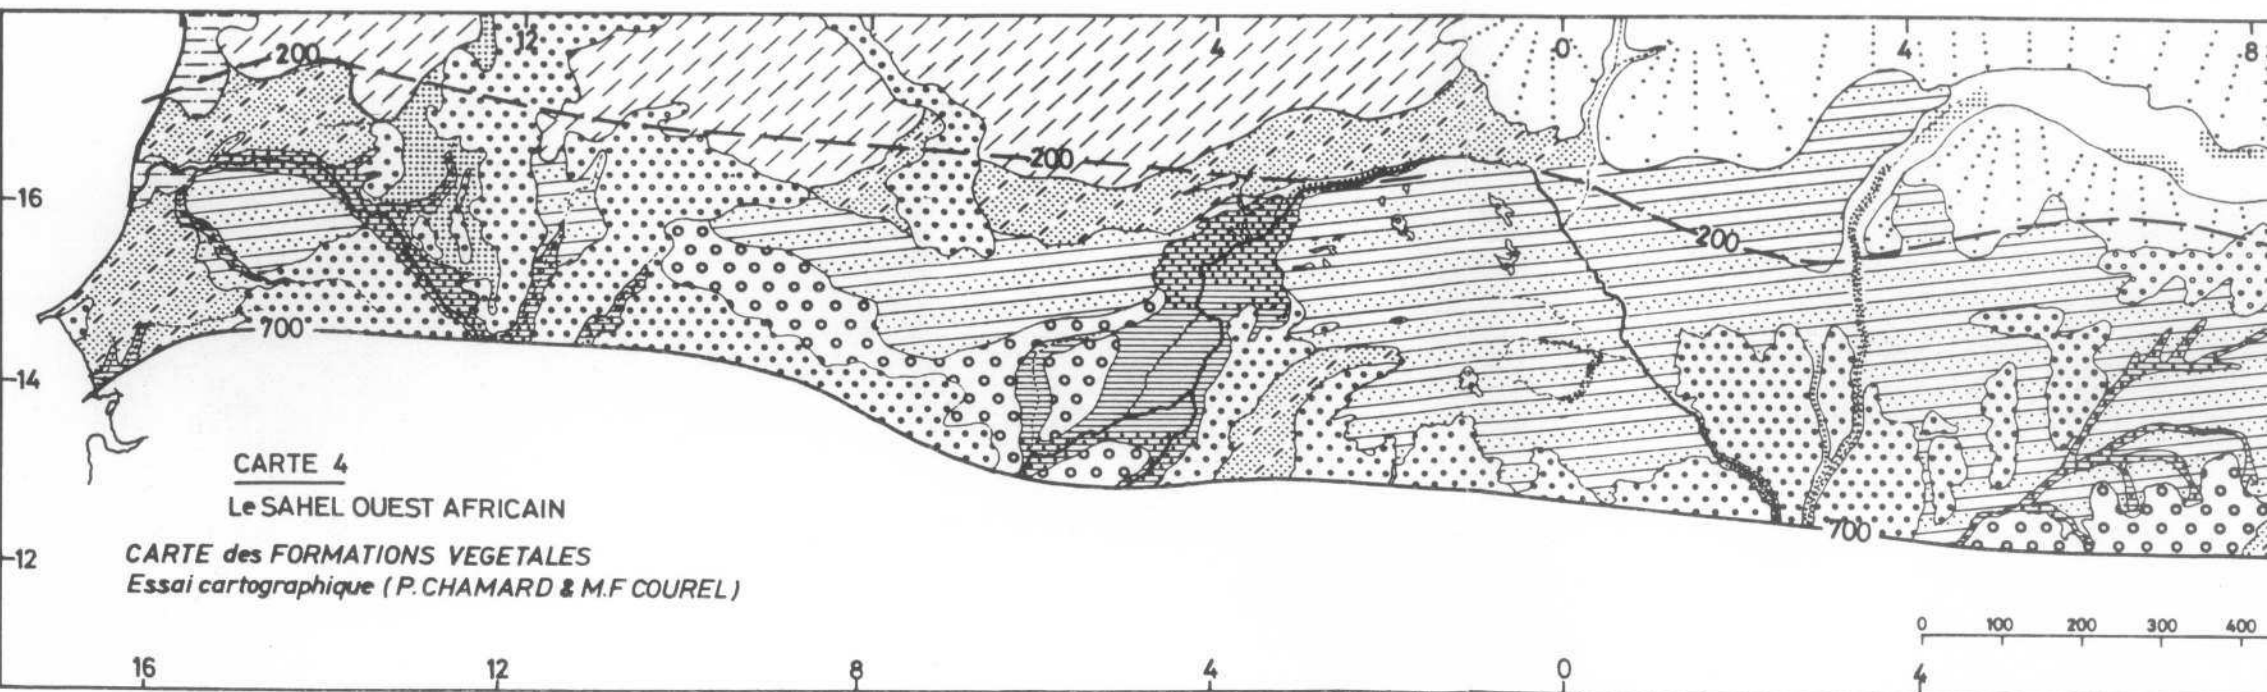 12 4 0 4 8
200
200
200
16
700
14
700
12
CARTE 4
Le SAHEL OUEST AFRICAIN
CARTE des FORMATIONS VEGETALES
Essai cartographique (P. CHAMARD & M.F COUREL)
0 100 200 300 400
16 12 8 4 0 4